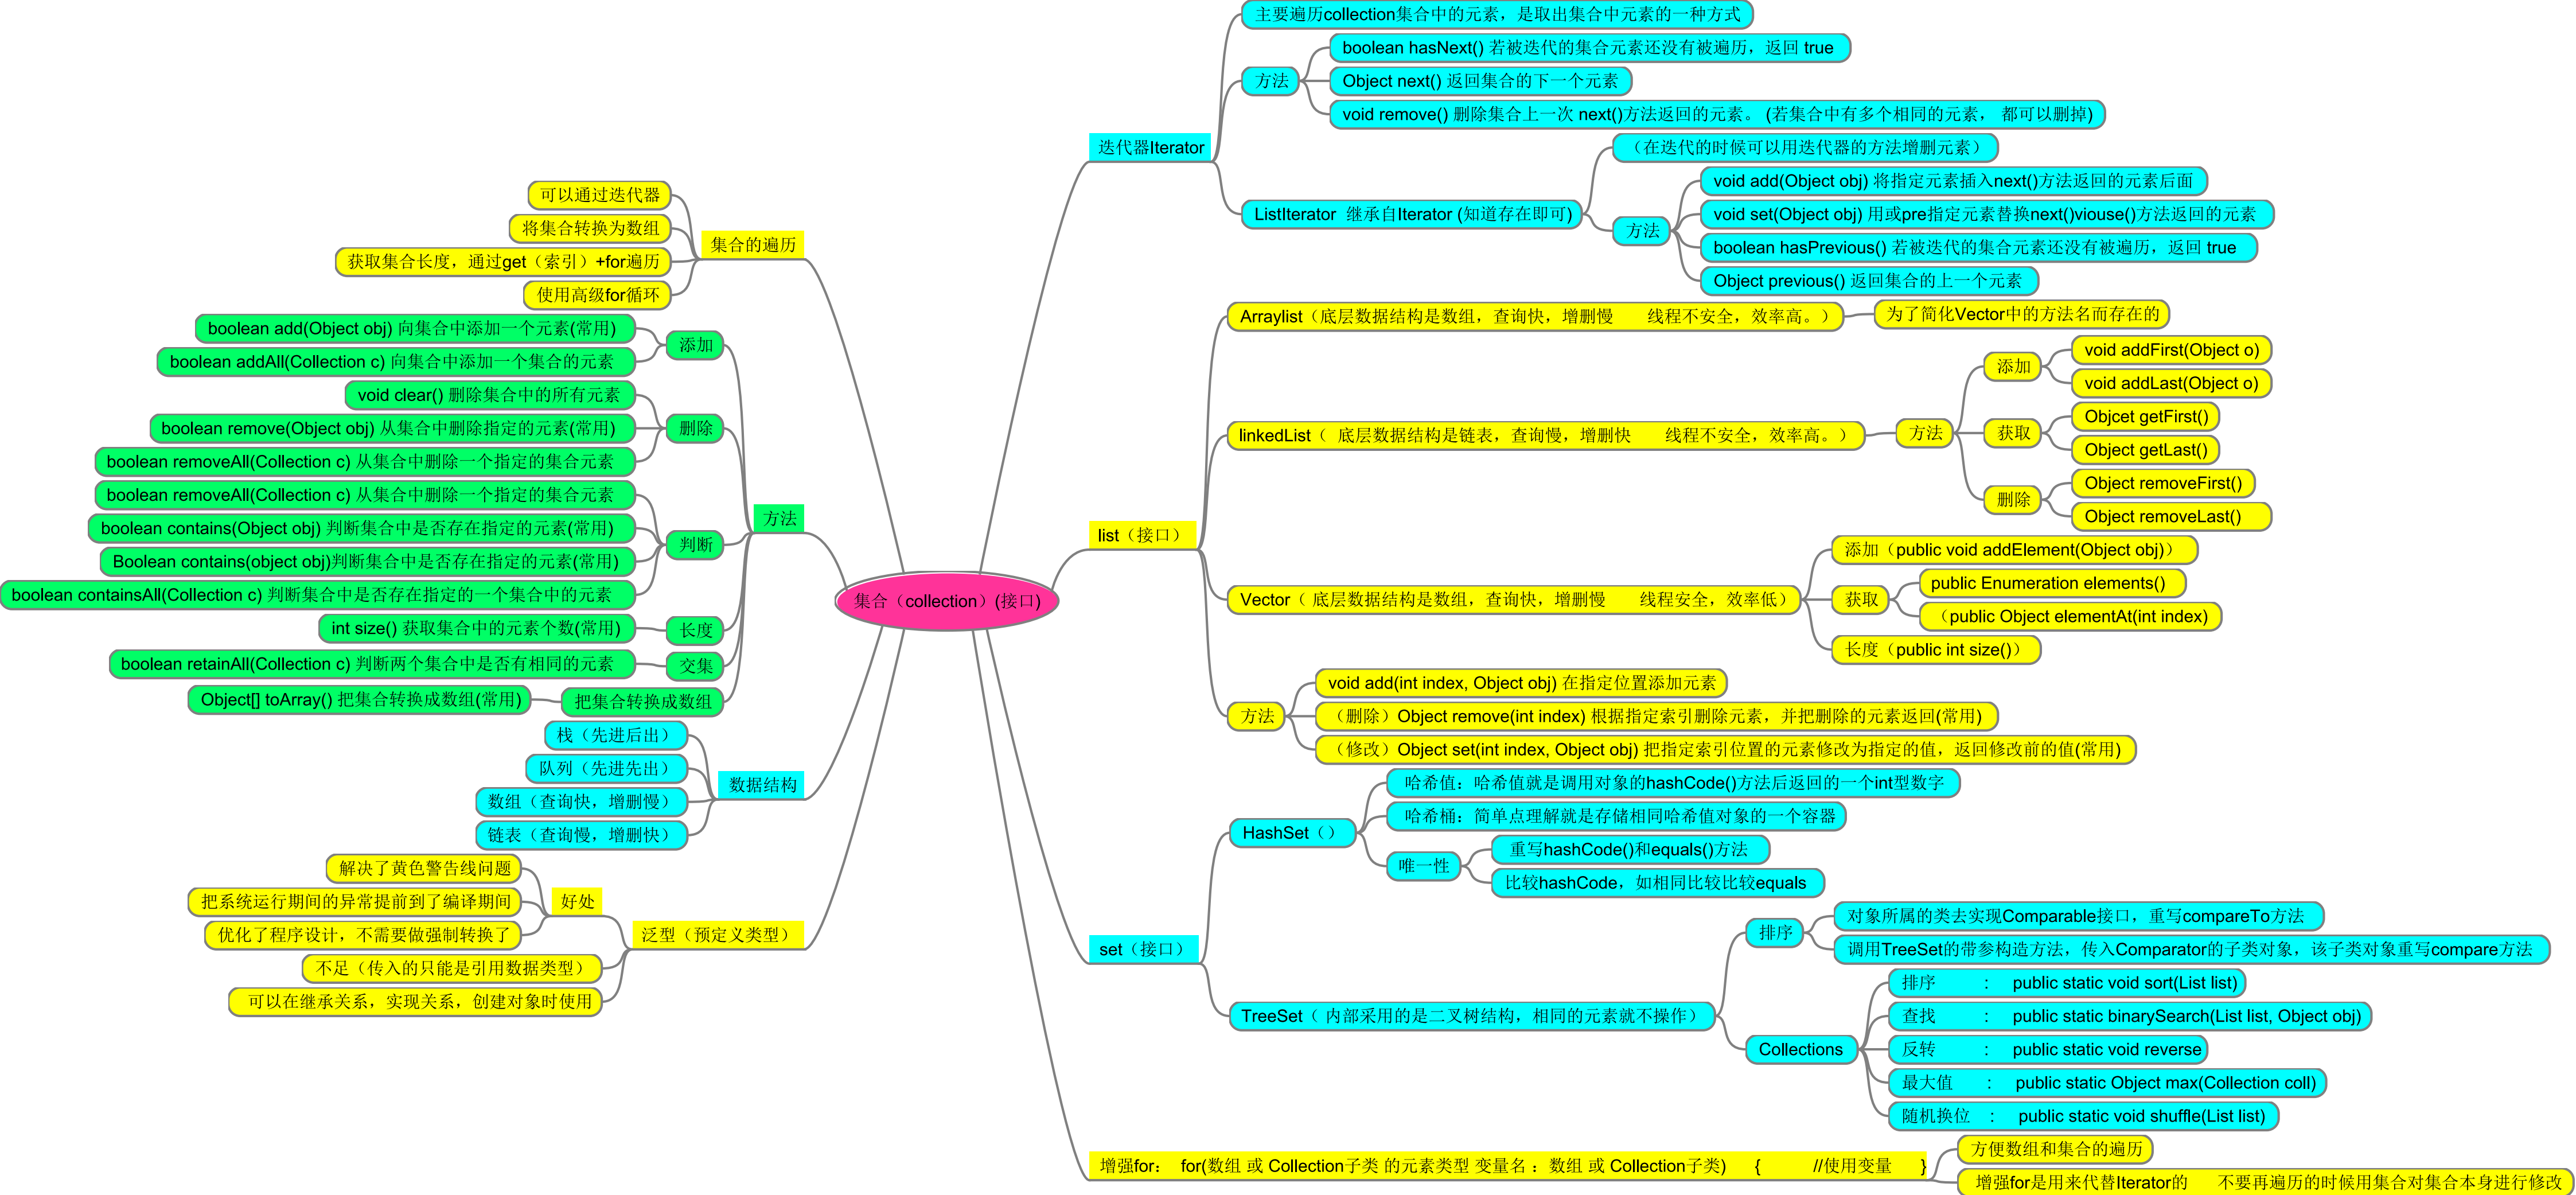 集合（collection）(接口)
迭代器Iterator
主要遍历collection集合中的元素，是取出集合中元素的一种方式
方法
boolean hasNext() 若被迭代的集合元素还没有被遍历，返回 true
Object next() 返回集合的下一个元素
void remove() 删除集合上一次 next()方法返回的元素。 (若集合中有多个相同的元素， 都可以删掉)
ListIterator 继承自Iterator (知道存在即可)
（在迭代的时候可以用迭代器的方法增删元素）
方法
void add(Object obj) 将指定元素插入next()方法返回的元素后面
void set(Object obj) 用或pre指定元素替换next()viouse()方法返回的元素
boolean hasPrevious() 若被迭代的集合元素还没有被遍历，返回 true
Object previous() 返回集合的上一个元素
list（接口）
Arraylist（底层数据结构是数组，查询快，增删慢 线程不安全，效率高。）
为了简化Vector中的方法名而存在的
linkedList（ 底层数据结构是链表，查询慢，增删快 线程不安全，效率高。）
方法
添加
void addFirst(Object o)
void addLast(Object o)
获取
Objcet getFirst()
Object getLast()
删除
Object removeFirst()
Object removeLast()
Vector（ 底层数据结构是数组，查询快，增删慢 线程安全，效率低）
添加（public void addElement(Object obj)）
获取
public Enumeration elements()
（public Object elementAt(int index)
长度（public int size()）
方法
void add(int index, Object obj) 在指定位置添加元素
（删除）Object remove(int index) 根据指定索引删除元素，并把删除的元素返回(常用)
（修改）Object set(int index, Object obj) 把指定索引位置的元素修改为指定的值，返回修改前的值(常用)
set（接口）
HashSet（）
哈希值：哈希值就是调用对象的hashCode()方法后返回的一个int型数字
哈希桶：简单点理解就是存储相同哈希值对象的一个容器
唯一性
重写hashCode()和equals()方法
比较hashCode，如相同比较比较equals
TreeSet（ 内部采用的是二叉树结构，相同的元素就不操作）
排序
对象所属的类去实现Comparable接口，重写compareTo方法
调用TreeSet的带参构造方法，传入Comparator的子类对象，该子类对象重写compare方法
Collections
排序 : public static void sort(List list)
查找 : public static binarySearch(List list, Object obj)
反转 : public static void reverse
最大值 : public static Object max(Collection coll)
随机换位 : public static void shuffle(List list)
增强for： for(数组 或 Collection子类 的元素类型 变量名 ：数组 或 Collection子类) { //使用变量 }
方便数组和集合的遍历
增强for是用来代替Iterator的 不要再遍历的时候用集合对集合本身进行修改
集合的遍历
可以通过迭代器
将集合转换为数组
获取集合长度，通过get（索引）+for遍历
使用高级for循环
方法
添加
boolean add(Object obj) 向集合中添加一个元素(常用)
boolean addAll(Collection c) 向集合中添加一个集合的元素
删除
void clear() 删除集合中的所有元素
boolean remove(Object obj) 从集合中删除指定的元素(常用)
boolean removeAll(Collection c) 从集合中删除一个指定的集合元素
判断
boolean removeAll(Collection c) 从集合中删除一个指定的集合元素
boolean contains(Object obj) 判断集合中是否存在指定的元素(常用)
Boolean contains(object obj)判断集合中是否存在指定的元素(常用)
boolean containsAll(Collection c) 判断集合中是否存在指定的一个集合中的元素
长度
int size() 获取集合中的元素个数(常用)
交集
boolean retainAll(Collection c) 判断两个集合中是否有相同的元素
把集合转换成数组
Object[] toArray() 把集合转换成数组(常用)
数据结构
栈（先进后出）
队列（先进先出）
数组（查询快，增删慢）
链表（查询慢，增删快）
泛型（预定义类型）
好处
解决了黄色警告线问题
把系统运行期间的异常提前到了编译期间
优化了程序设计，不需要做强制转换了
不足（传入的只能是引用数据类型）
可以在继承关系，实现关系，创建对象时使用